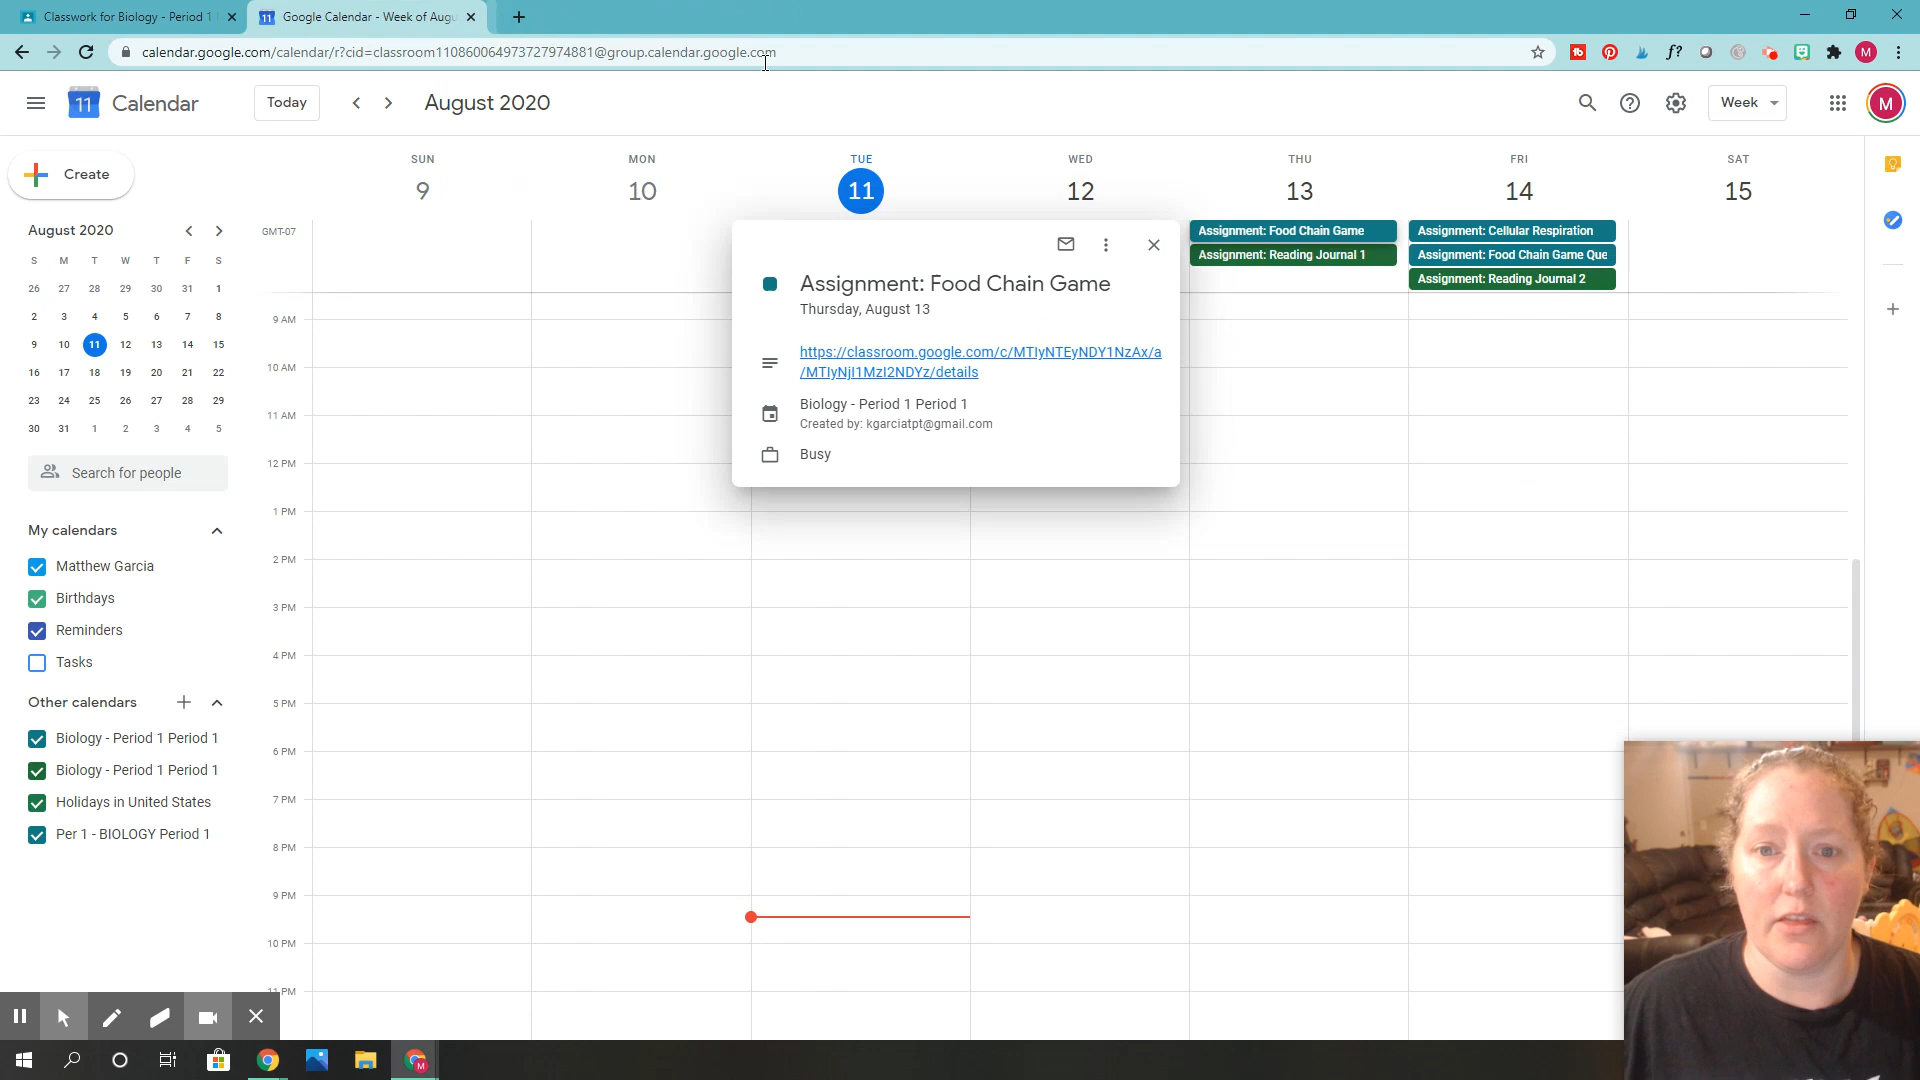 Classwork for Biology - Period 1
Google Calendar - Week of Augu
calendar.google.com/calendar/r?cid=classroom110860064973727974881@group.calendar.google.com
11
Calendar
Today
August 2020
Week
M
Create
SUN
MON
TUE
WED
THU
FRI
SAT
9
10
11
12
13
14
15
August 2020
GMT-07
S M T W T F S
26 27 28 29 30 31 1
2 3 4 5 6 7 8
9 10 11 12 13 14 15
16 17 18 19 20 21 22
23 24 25 26 27 28 29
30 31 1 2 3 4 5
Search for people
My calendars
Matthew Garcia
Birthdays
Reminders
Tasks
Other calendars
Biology - Period 1 Period 1
Biology - Period 1 Period 1
Holidays in United States
Per 1 - BIOLOGY Period 1
9 AM
10 AM
11 AM
12 PM
1 PM
2 PM
3 PM
4 PM
5 PM
6 PM
7 PM
8 PM
9 PM
10 PM
11 PM
Assignment: Food Chain Game
Thursday, August 13
https://classroom.google.com/c/MTIyNTEyNDY1NzAx/a
/MTIyNjI1MzI2NDYz/details
Biology - Period 1 Period 1
Created by: kgarciatpt@gmail.com
Busy
Assignment: Food Chain Game
Assignment: Reading Journal 1
Assignment: Cellular Respiration
Assignment: Food Chain Game Que
Assignment: Reading Journal 2